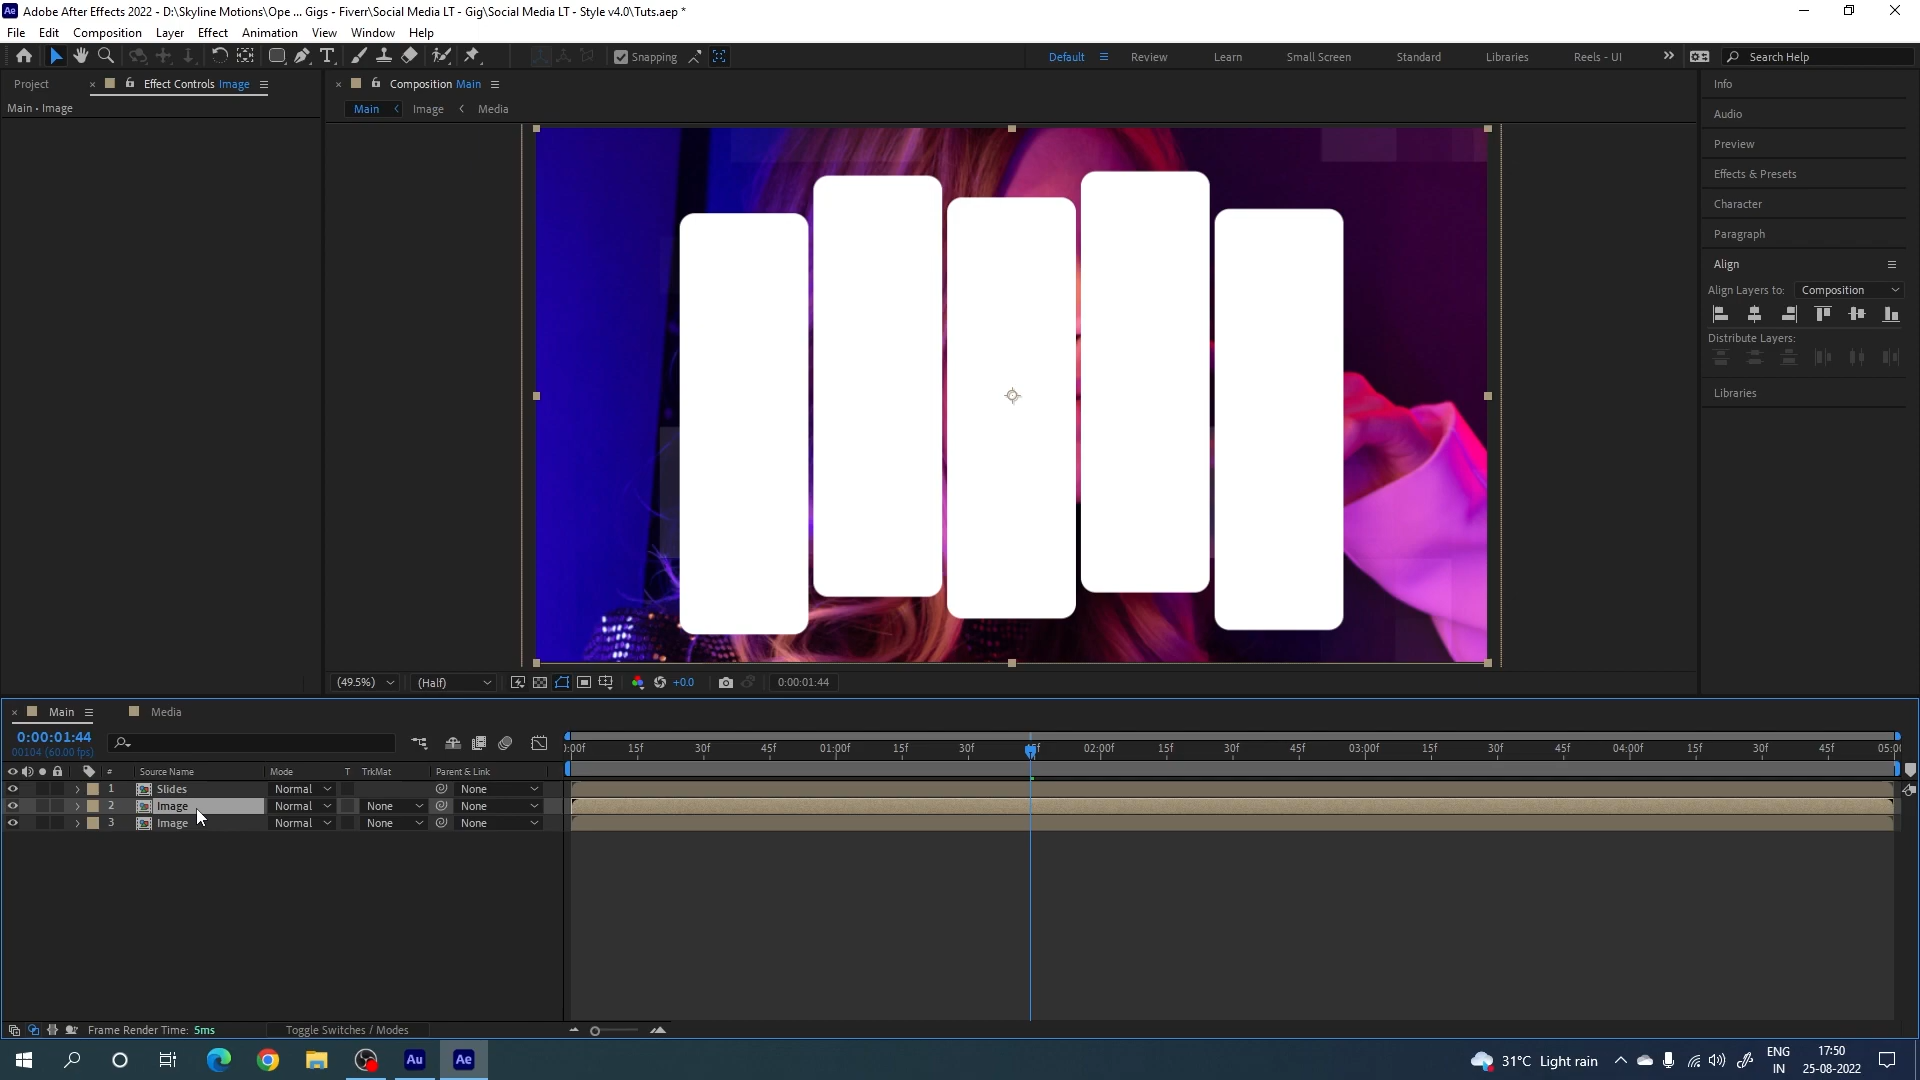 Adobe After Effects 2022 - D:\Skyline Motions\Ope ... Gigs - Fiverr\Social Media LT - Gig\Social Media LT - Style v4.0\Tuts.aep *
File Edit Composition Layer Effect Animation View Window Help
Snapping Default Review Learn Small Screen Standard Libraries Reels - UI Search Help
Project Effect Controls Image Composition Main Info
Main • Image Main Image Media
Audio
Preview
Effects & Presets
Character
Paragraph
Align
Align Layers to: Composition
Distribute Layers:
Libraries
(49.5%) (Half) +0.0 0:00:01:44
Main Media
0:00:01:44
00104 (60.00 fps)
:00f 15f 30f 45f 01:00f 15f 30f 02:00f 15f 30f 45f 03:00f 15f 30f 45f 04:00f 15f 30f 45f 05:0
# Source Name Mode T TrkMat Parent & Link
1 Slides Normal None
2 Image Normal None None
3 Image Normal None None
Frame Render Time: 5ms Toggle Switches / Modes
Au Ae 31°C Light rain ENG IN 17:50 25-08-2022